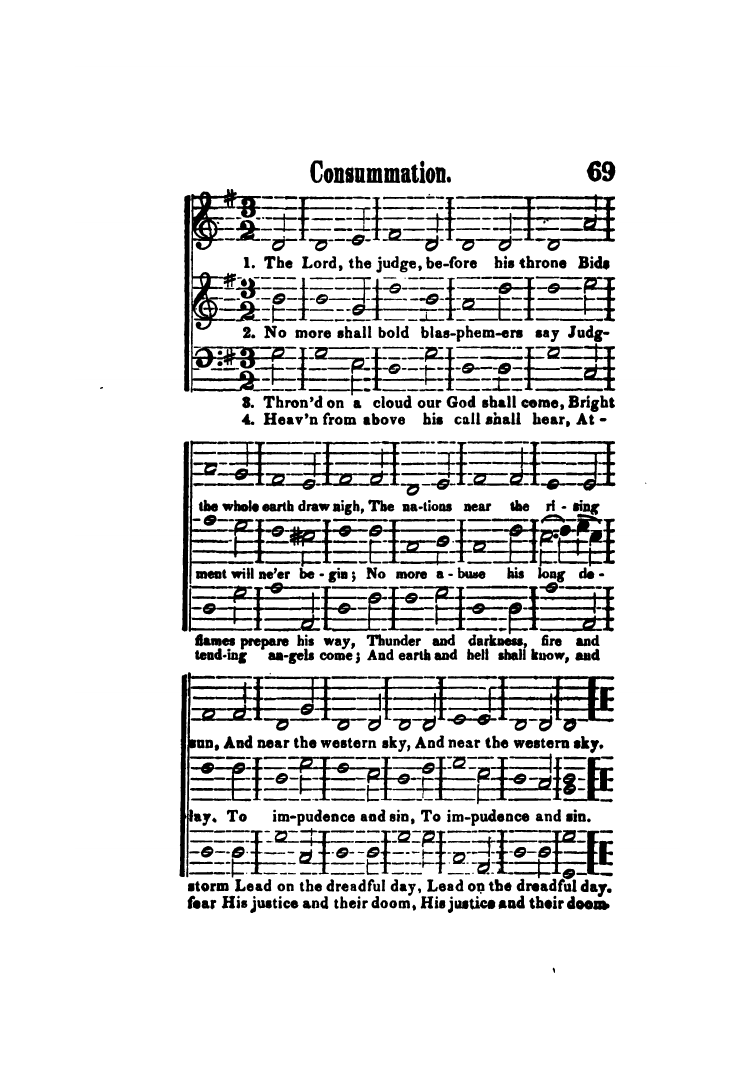 Consummation. 69
1. The Lord, the judge, be-fore his throne Bids
2. No more shall bold blas-phem-ers say Judg-
3. Thron'd on a cloud our God shall come, Bright
4. Heav'n from above his call shall hear, At -
the whole earth draw nigh, The na-tions near the ri - sing
ment will ne'er be - gin; No more a - buse his long de -
flames prepare his way, Thunder and darkness, fire and
tend-ing angels come; And earth and hell shall know, and
sun, And near the western sky, And near the western sky.
lay. To im-pudence and sin, To im-pudence and sin.
storm Lead on the dreadful day, Lead on the dreadful day.
fear His justice and their doom, His justice and their doom.